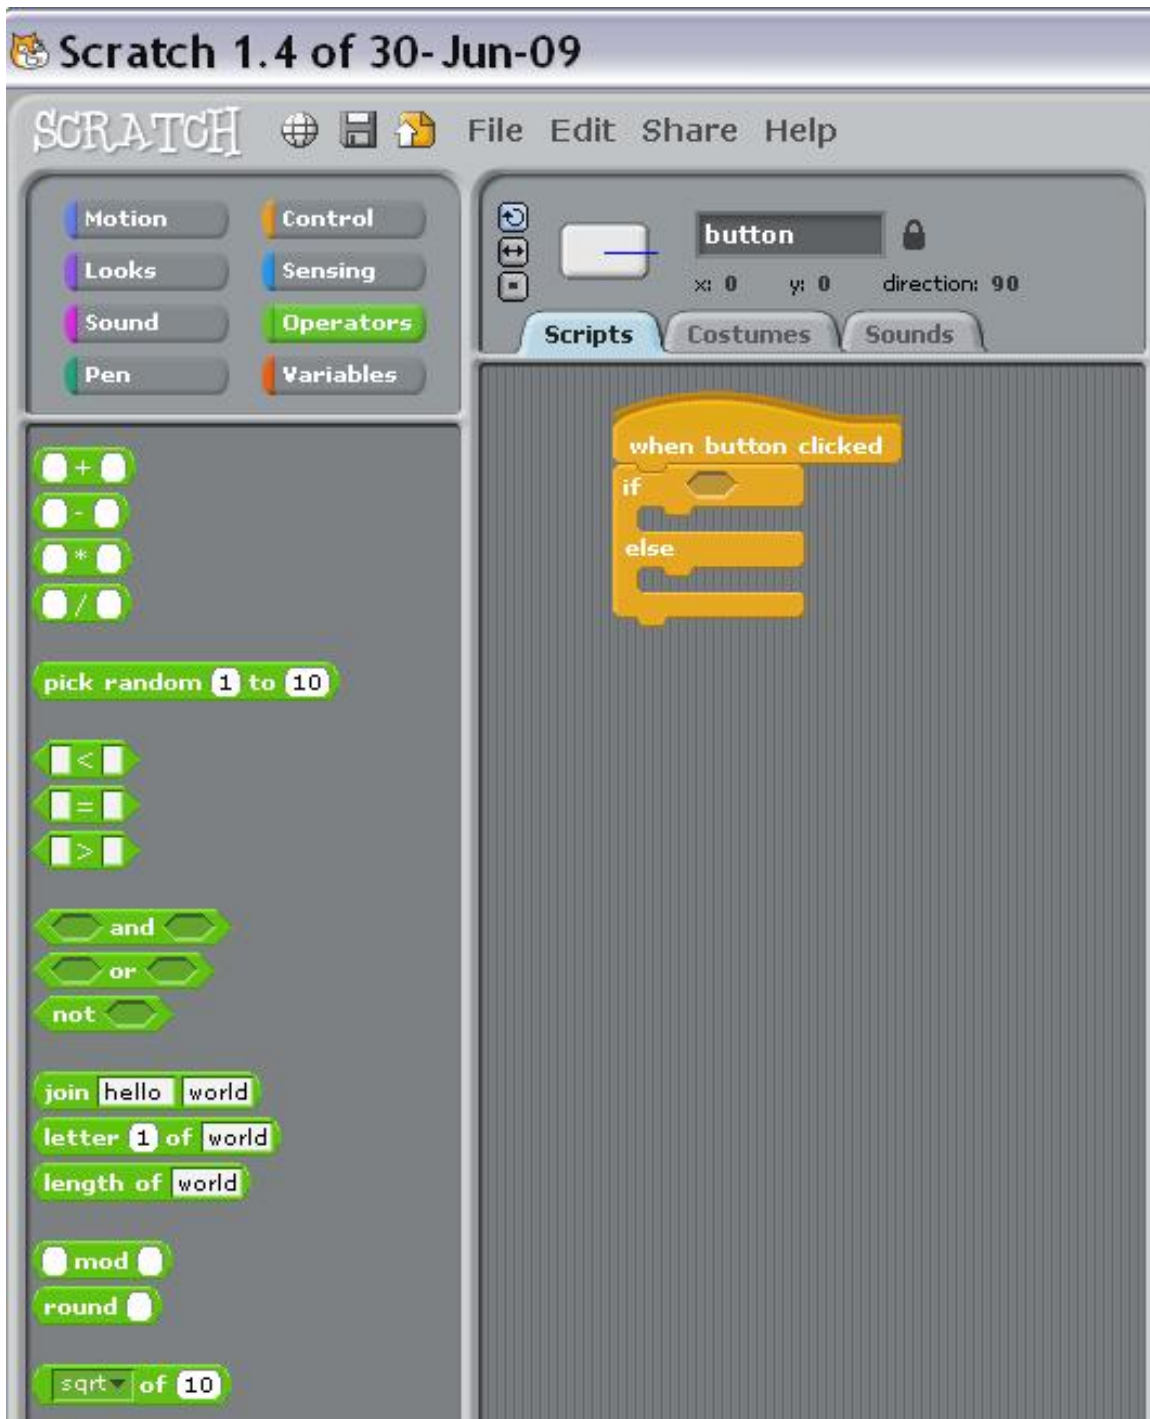 Scratch 1.4 of 30-Jun-09
SCRATCH File Edit Share Help
Motion Control
Looks Sensing
Sound Operators
Pen Variables
button
x: 0 y: 0 direction: 90
Scripts Costumes Sounds
+
-
*
/
pick random 1 to 10
<
=
>
and
or
not
join hello world
letter 1 of world
length of world
mod
round
sqrt of 10
when button clicked
if
else